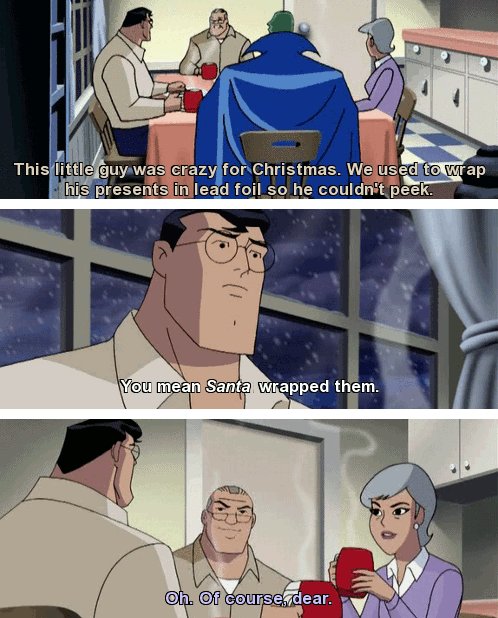 This little guy was crazy for Christmas. We used to wrap
his presents in lead foil so he couldn't peek.
You mean Santa wrapped them.
Oh. Of course, dear.